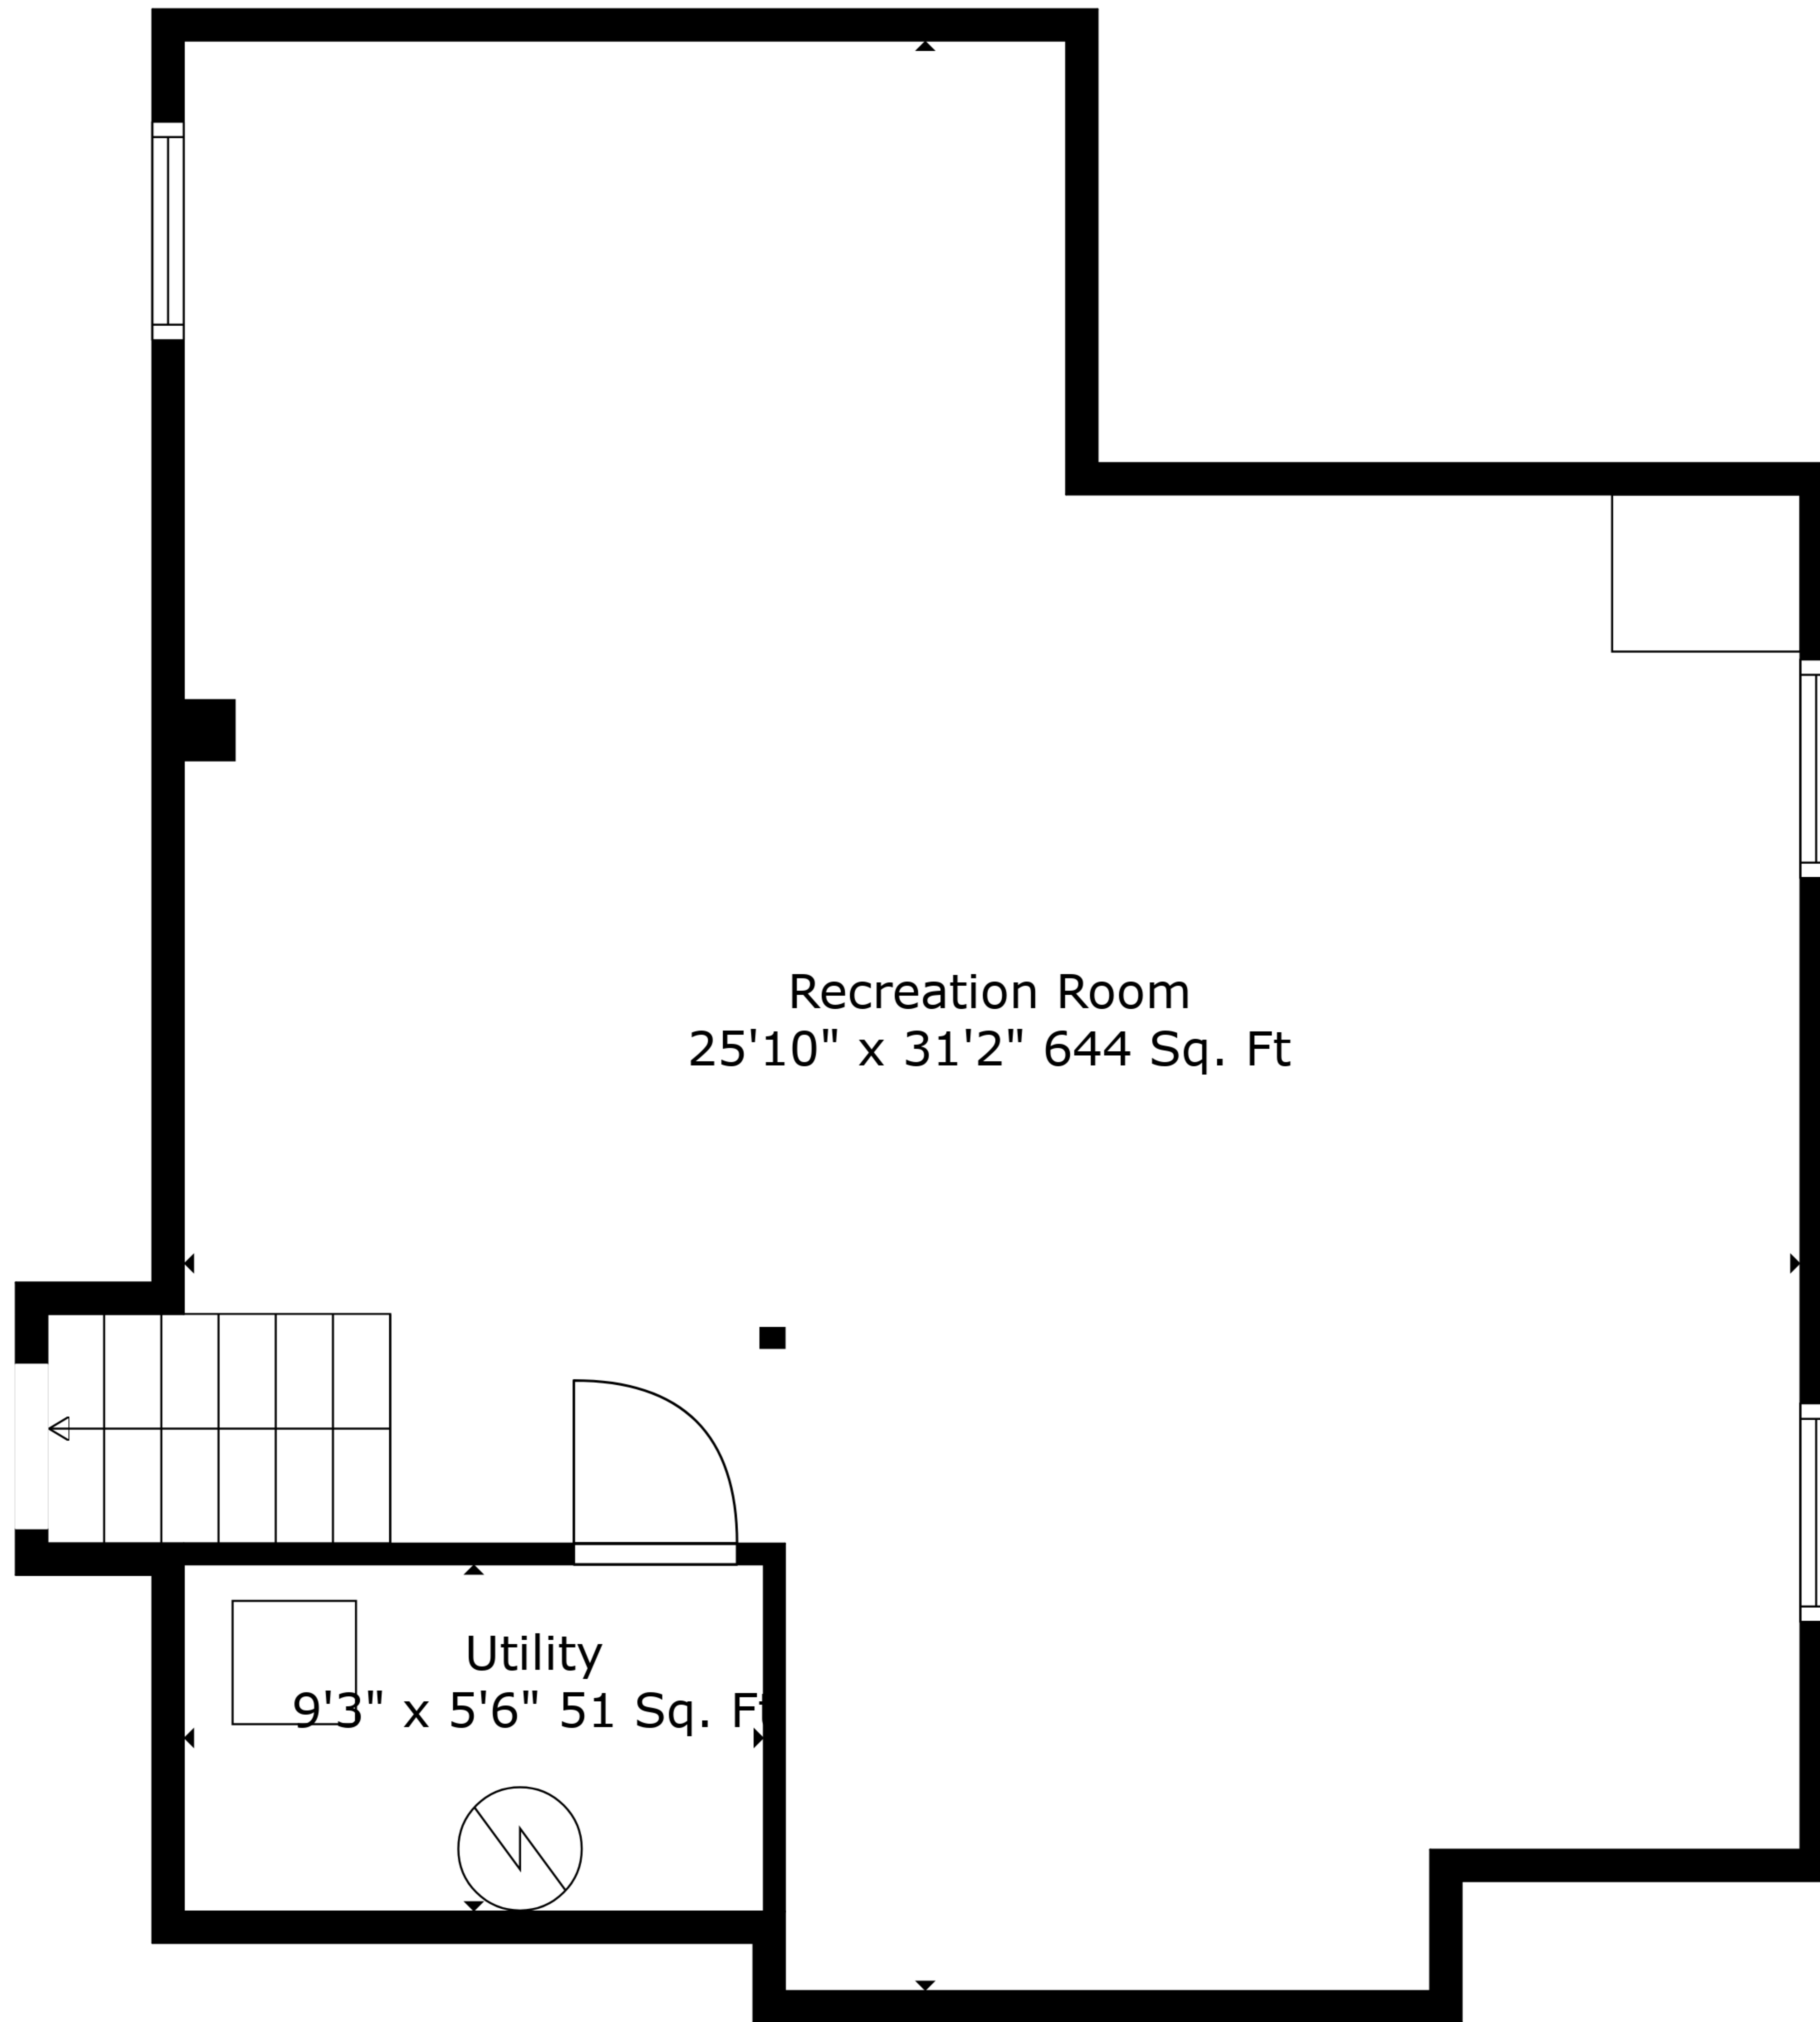 Recreation Room
25'10" x 31'2" 644 Sq. Ft
Utility
9'3" x 5'6" 51 Sq. Ft